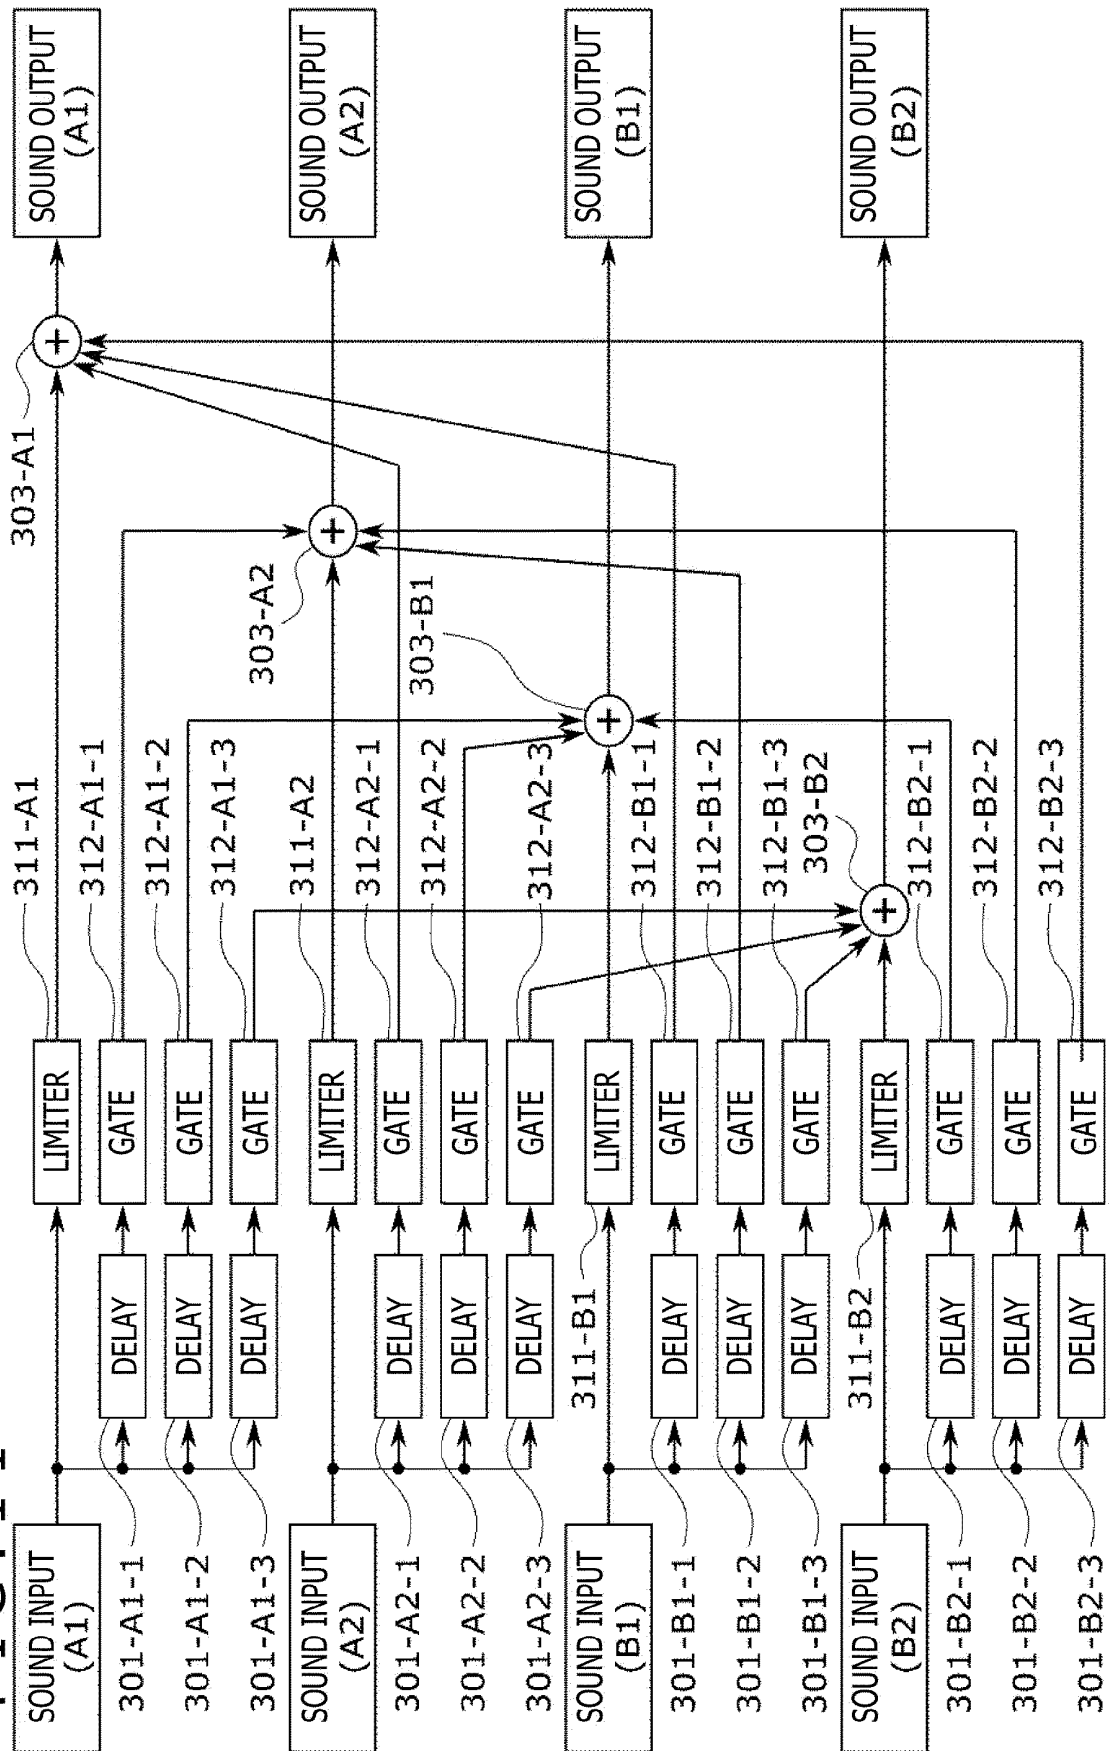 SOUND INPUT
(A1)
LIMITER
311-A1
303-A1
SOUND OUTPUT
(A1)
301-A1-1
DELAY
GATE
312-A1-1
301-A1-2
DELAY
GATE
312-A1-2
301-A1-3
DELAY
GATE
312-A1-3
303-A2
SOUND INPUT
(A2)
LIMITER
311-A2
SOUND OUTPUT
(A2)
301-A2-1
DELAY
GATE
312-A2-1
303-B1
301-A2-2
DELAY
GATE
312-A2-2
301-A2-3
DELAY
GATE
312-A2-3
311-B1
SOUND INPUT
(B1)
LIMITER
SOUND OUTPUT
(B1)
301-B1-1
DELAY
GATE
312-B1-1
301-B1-2
DELAY
GATE
312-B1-2
301-B1-3
DELAY
GATE
312-B1-3
303-B2
311-B2
SOUND INPUT
(B2)
LIMITER
SOUND OUTPUT
(B2)
301-B2-1
DELAY
GATE
312-B2-1
301-B2-2
DELAY
GATE
312-B2-2
301-B2-3
DELAY
GATE
312-B2-3